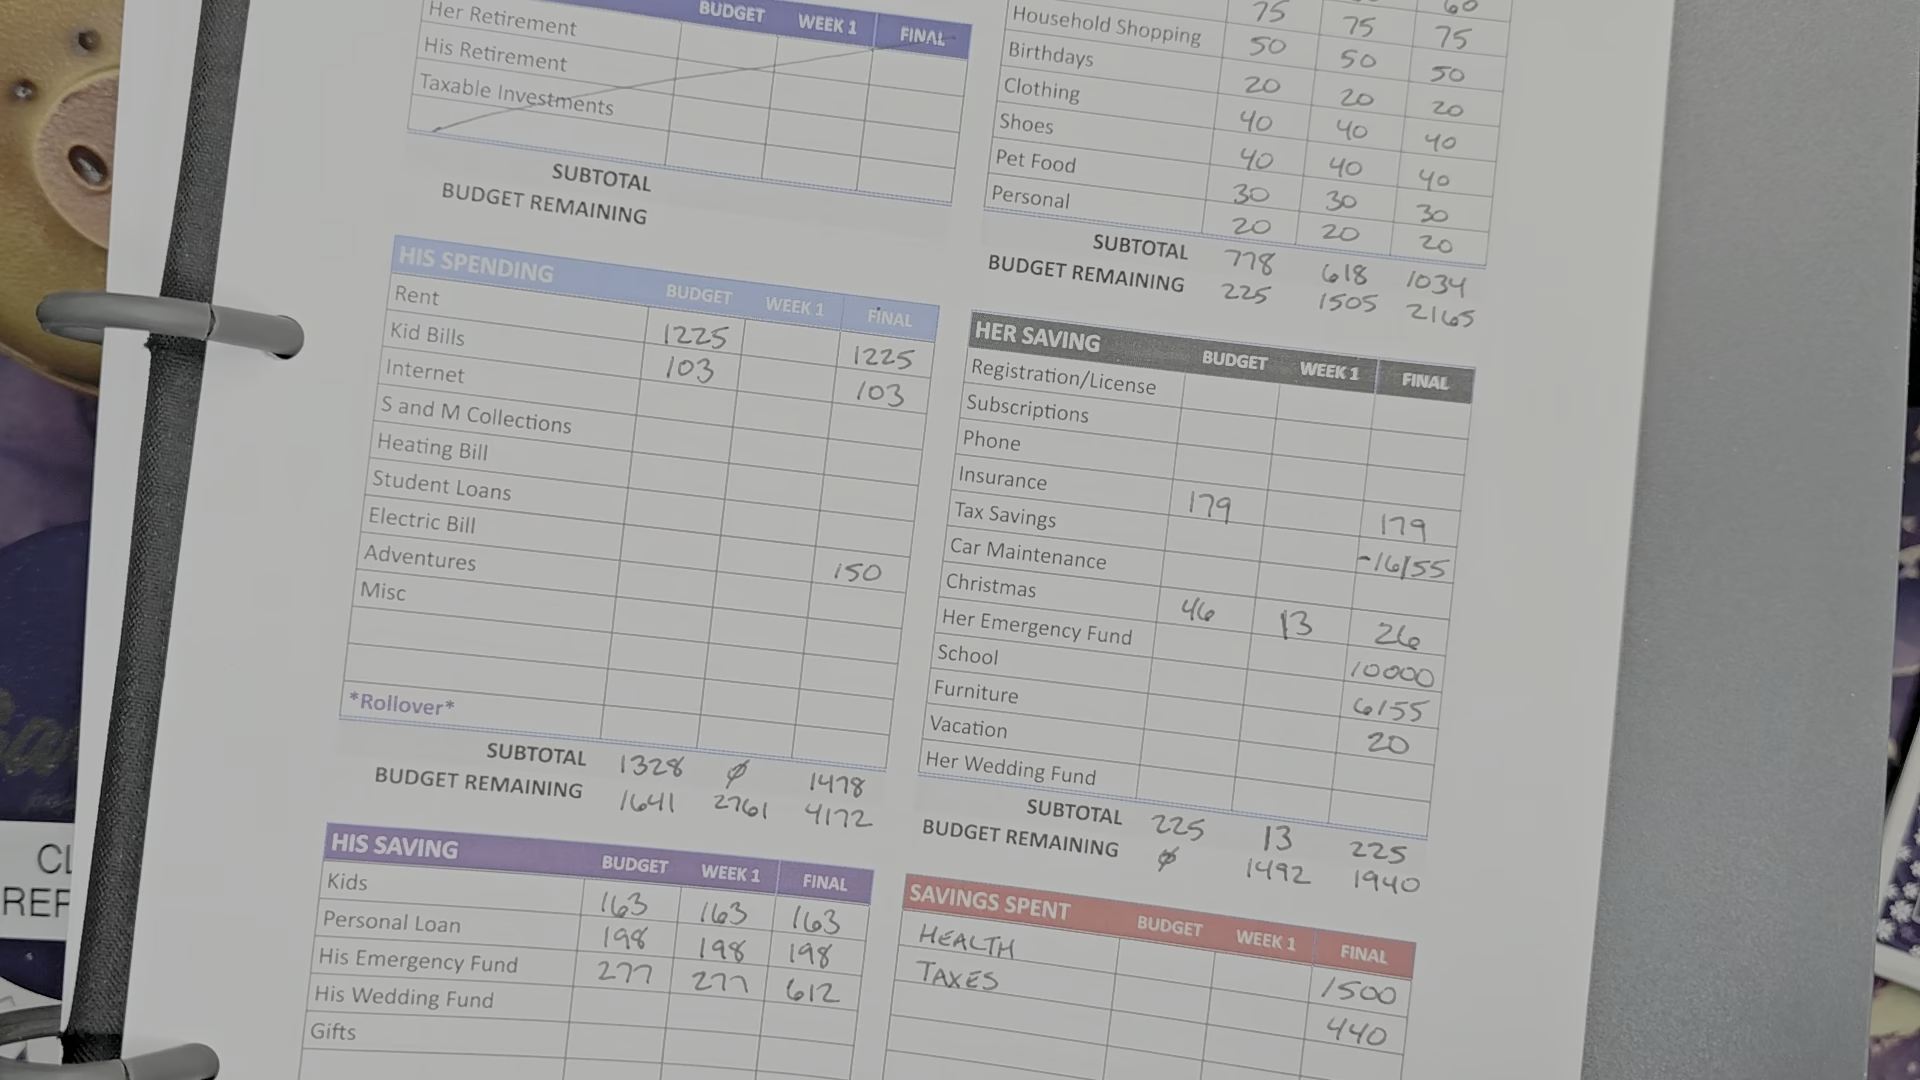 BUDGET WEEK 1 FINAL
Her Retirement
His Retirement
Taxable Investments
SUBTOTAL
BUDGET REMAINING
HIS SPENDING BUDGET WEEK 1 FINAL
Rent 1225 1225
Kid Bills 103 103
Internet
S and M Collections
Heating Bill
Student Loans
Electric Bill 150
Adventures
Misc
*Rollover*
SUBTOTAL 1328 ∅ 1478
BUDGET REMAINING 1641 2761 4172
HIS SAVING BUDGET WEEK 1 FINAL
Kids 163 163 163
Personal Loan 198 198 198
His Emergency Fund 277 277 612
His Wedding Fund
Gifts
60
75 75 75
Household Shopping 50 50 50
Birthdays 20 20 20
Clothing 40 40 40
Shoes 40 40 40
Pet Food 30 30 30
Personal 20 20 20
SUBTOTAL 778 618 1034
BUDGET REMAINING 225 1505 2165
HER SAVING BUDGET WEEK 1 FINAL
Registration/License
Subscriptions
Phone
Insurance 179 179
Tax Savings -16155
Car Maintenance
Christmas 46 13 26
Her Emergency Fund 10000
School 6155
Furniture 20
Vacation
Her Wedding Fund
SUBTOTAL 225 13 225
BUDGET REMAINING ∅ 1492 1940
SAVINGS SPENT BUDGET WEEK 1 FINAL
HEALTH 1500
TAXES 440
CL
REF